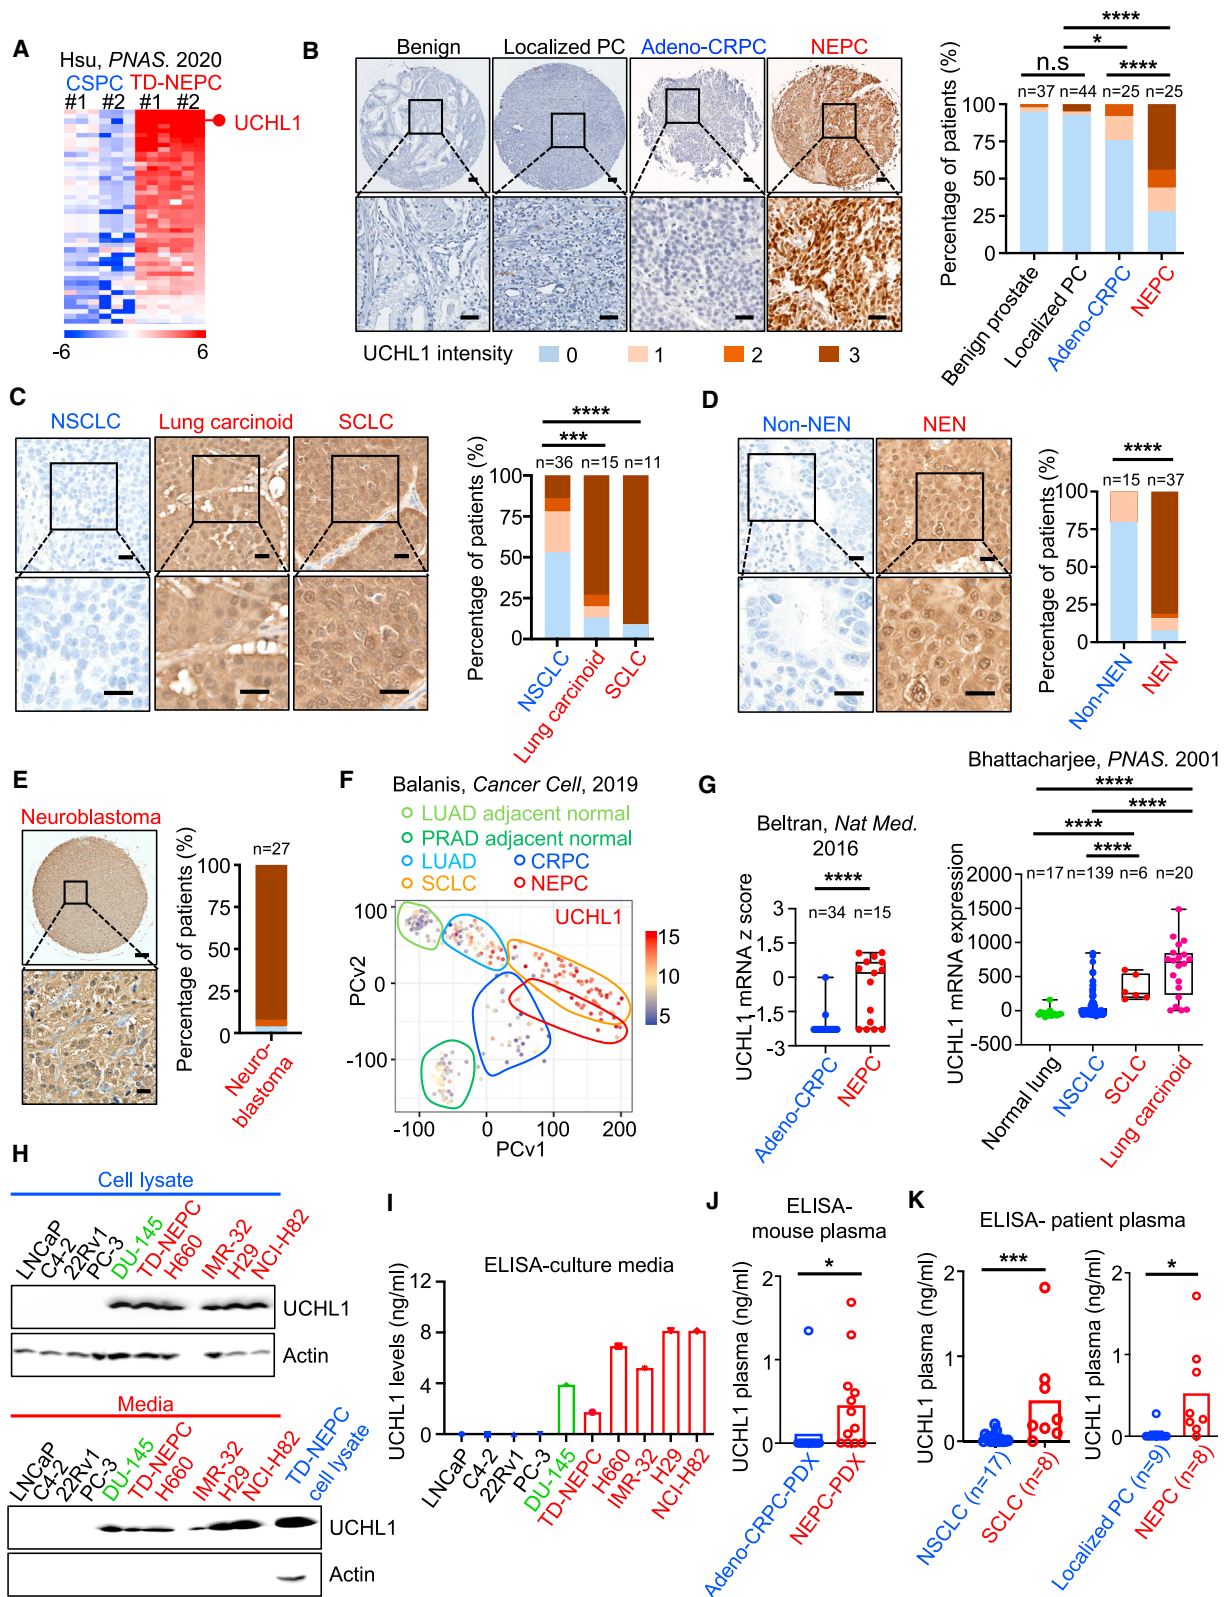 A
Hsu, PNAS. 2020
CSPC TD-NEPC
#1 #2 #1 #2
UCHL1
-6 6
B
Benign Localized PC Adeno-CRPC NEPC
UCHL1 intensity 0 1 2 3
****
*
n.s ****
n=37 n=44 n=25 n=25
Percentage of patients (%)
100
75
50
25
0
Benign prostate
Localized PC
Adeno-CRPC
NEPC
C
NSCLC Lung carcinoid SCLC
****
***
n=36 n=15 n=11
Percentage of patients (%)
100
75
50
25
0
NSCLC
Lung carcinoid
SCLC
D
Non-NEN NEN
****
n=15 n=37
Percentage of patients (%)
100
75
50
25
0
Non-NEN
NEN
E
Neuroblastoma
n=27
Percentage of patients (%)
100
50
0
Neuro-
blastoma
F
Balanis, Cancer Cell, 2019
LUAD adjacent normal
PRAD adjacent normal
LUAD CRPC
SCLC NEPC
UCHL1
15
10
5
PCv2
100
0
-100
-100 0 100 200
PCv1
G
Beltran, Nat Med.
2016
****
n=34 n=15
UCHL1 mRNA z score
3
1.5
0
-1.5
-3
Adeno-CRPC
NEPC
Bhattacharjee, PNAS. 2001
****
****
****
****
n=17 n=139 n=6 n=20
UCHL1 mRNA expression
2000
1500
1000
500
0
-500
Normal lung
NSCLC
SCLC
Lung carcinoid
H
Cell lysate
LNCaP
C4-2
22Rv1
PC-3
DU-145
TD-NEPC
H660
IMR-32
H29
NCI-H82
UCHL1
Actin
Media
LNCaP
C4-2
22Rv1
PC-3
DU-145
TD-NEPC
H660
IMR-32
H29
NCI-H82
TD-NEPC
cell lysate
UCHL1
Actin
I
ELISA-culture media
UCHL1 levels (ng/ml)
12
8
4
0
LNCaP
C4-2
22Rv1
PC-3
DU-145
TD-NEPC
H660
IMR-32
H29
NCI-H82
J
ELISA-
mouse plasma
*
UCHL1 plasma (ng/ml)
2
1
0
Adeno-CRPC-PDX
NEPC-PDX
K
ELISA- patient plasma
***
UCHL1 plasma (ng/ml)
2
1
0
NSCLC (n=17)
SCLC (n=8)
*
UCHL1 plasma (ng/ml)
2
1
0
Localized PC (n=9)
NEPC (n=8)